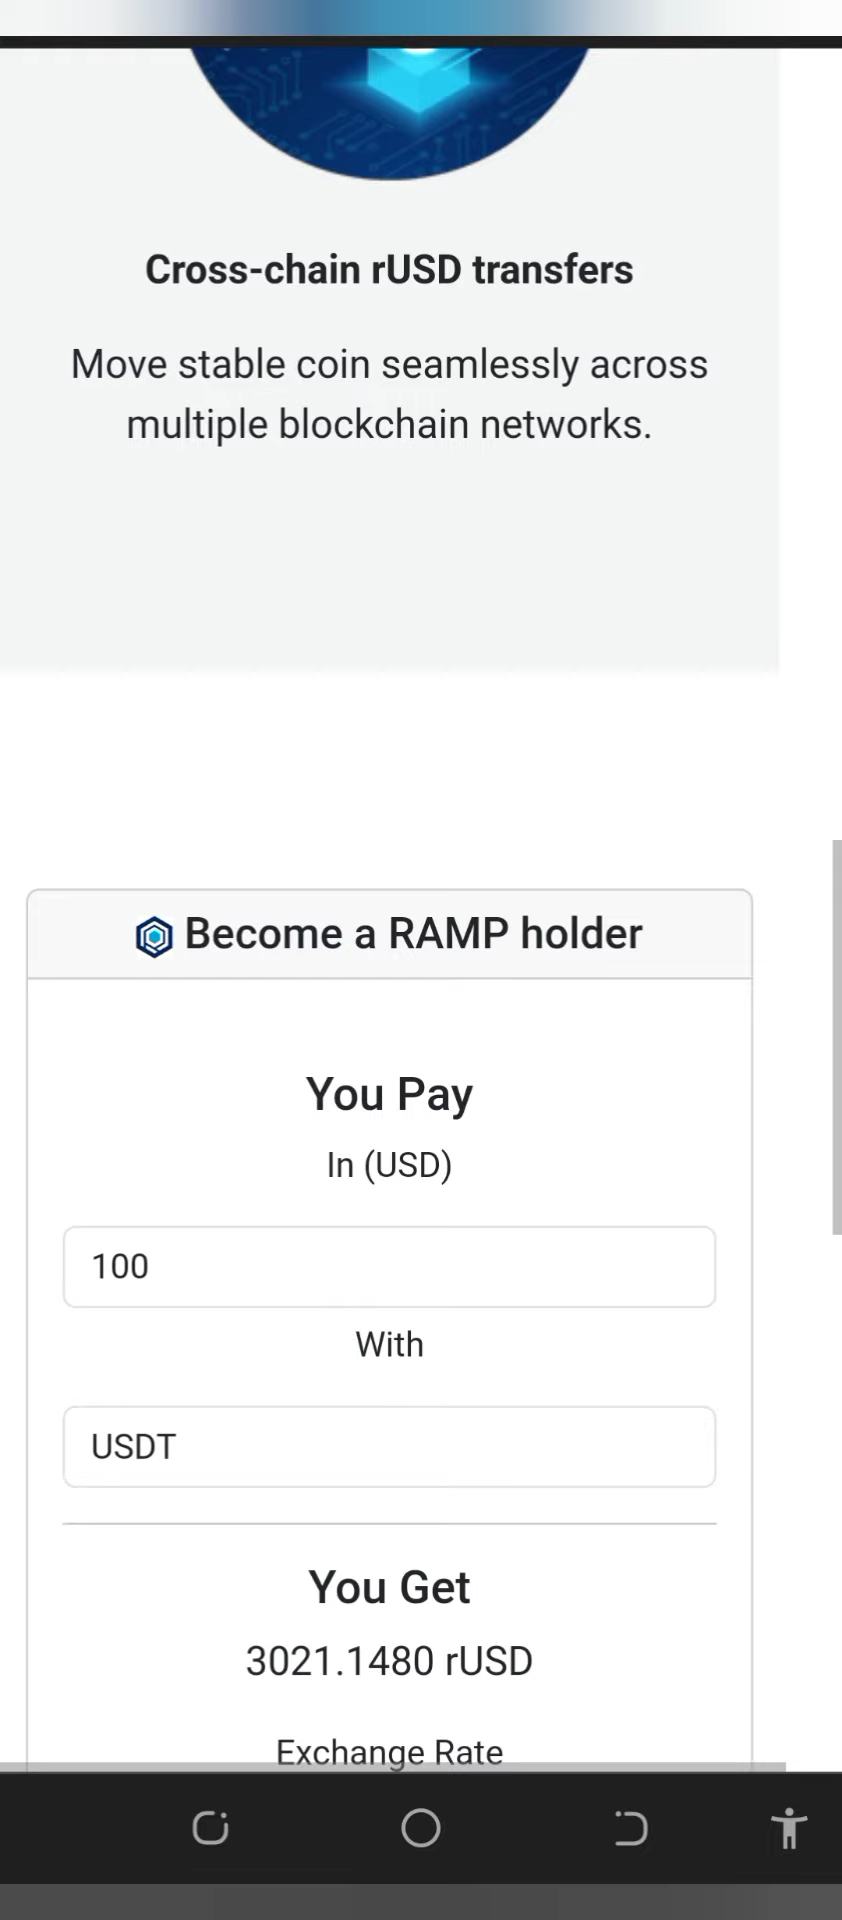 Cross-chain rUSD transfers
Move stable coin seamlessly across
multiple blockchain networks.
Become a RAMP holder
You Pay
In (USD)
100
With
USDT
You Get
3021.1480 rUSD
Exchange Rate